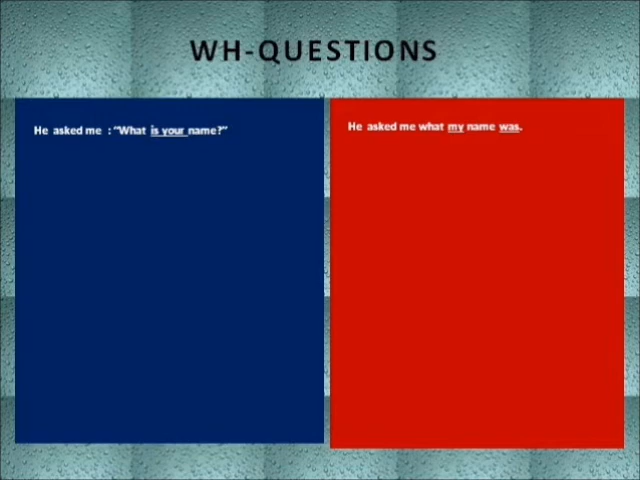 WH-QUESTIONS
He asked me : “What is your name?”
He asked me what my name was.